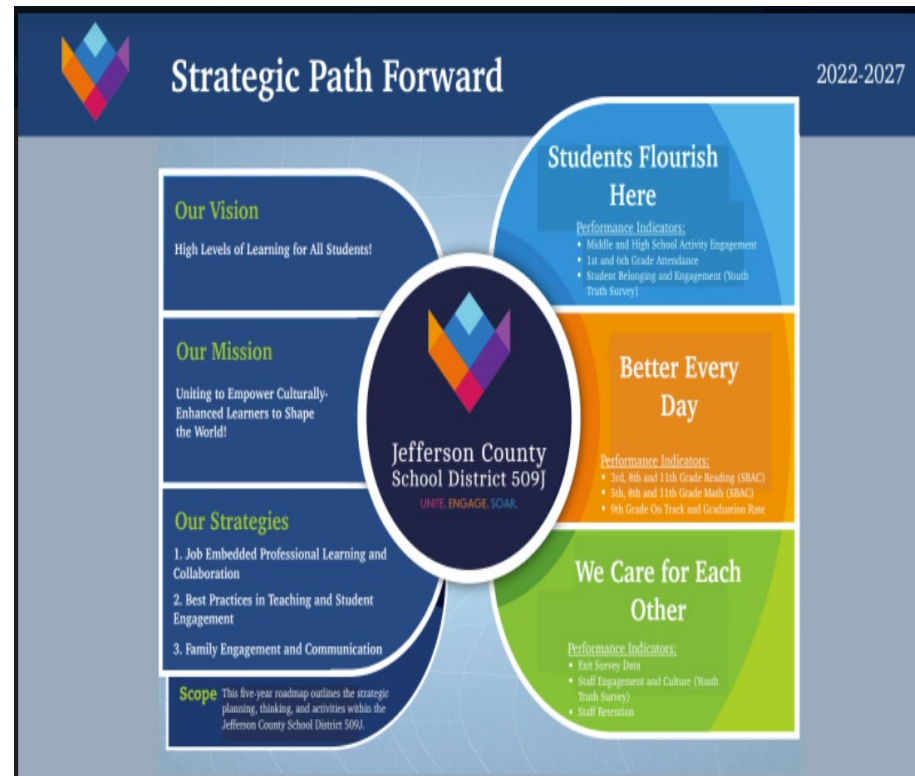 Strategic Path Forward
2022-2027
Our Vision
High Levels of Learning for All Students!
Our Mission
Uniting to Empower Culturally-
Enhanced Learners to Shape
the World!
Our Strategies
1. Job Embedded Professional Learning and
Collaboration
2. Best Practices in Teaching and Student
Engagement
3. Family Engagement and Communication
Scope This five-year roadmap outlines the strategic
planning, thinking, and activities within the
Jefferson County School District 509J.
Jefferson County
School District 509J
UNITE. ENGAGE. SOAR.
Students Flourish
Here
Performance Indicators:
• Middle and High School Activity Engagement
• 1st and 6th Grade Attendance
• Student Belonging and Engagement (Youth
Truth Survey)
Better Every
Day
Performance Indicators:
• 3rd, 8th and 11th Grade Reading (SBAC)
• 5th, 8th and 11th Grade Math (SBAC)
• 9th Grade On Track and Graduation Rate
We Care for Each
Other
Performance Indicators:
• Exit Survey Data
• Staff Engagement and Culture (Youth
Truth Survey)
• Staff Retention